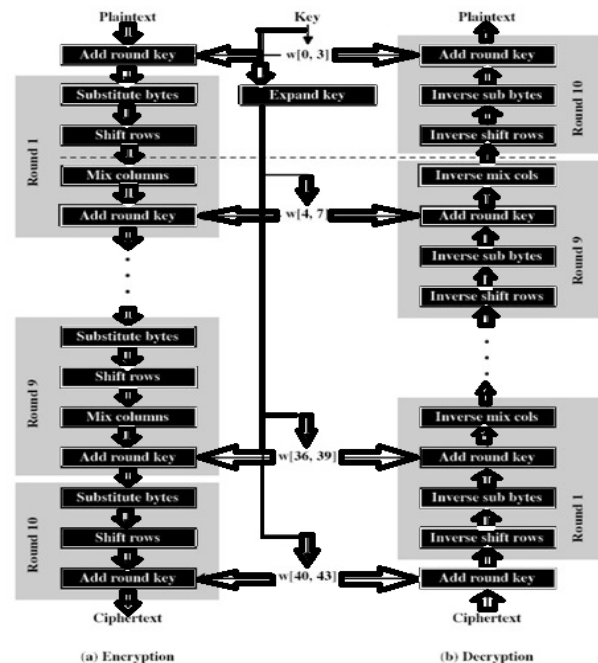 Plaintext
Add round key
Substitute bytes
Shift rows
Mix columns
Add round key
Round 1
Substitute bytes
Shift rows
Mix columns
Add round key
Round 9
Substitute bytes
Shift rows
Add round key
Round 10
Ciphertext
(a) Encryption
Key
w[0, 3]
Expand key
w[4, 7]
w[36, 39]
w[40, 43]
Plaintext
Add round key
Inverse sub bytes
Inverse shift rows
Round 10
Inverse mix cols
Add round key
Inverse sub bytes
Inverse shift rows
Round 9
Inverse mix cols
Add round key
Inverse sub bytes
Inverse shift rows
Round 1
Add round key
Ciphertext
(b) Decryption